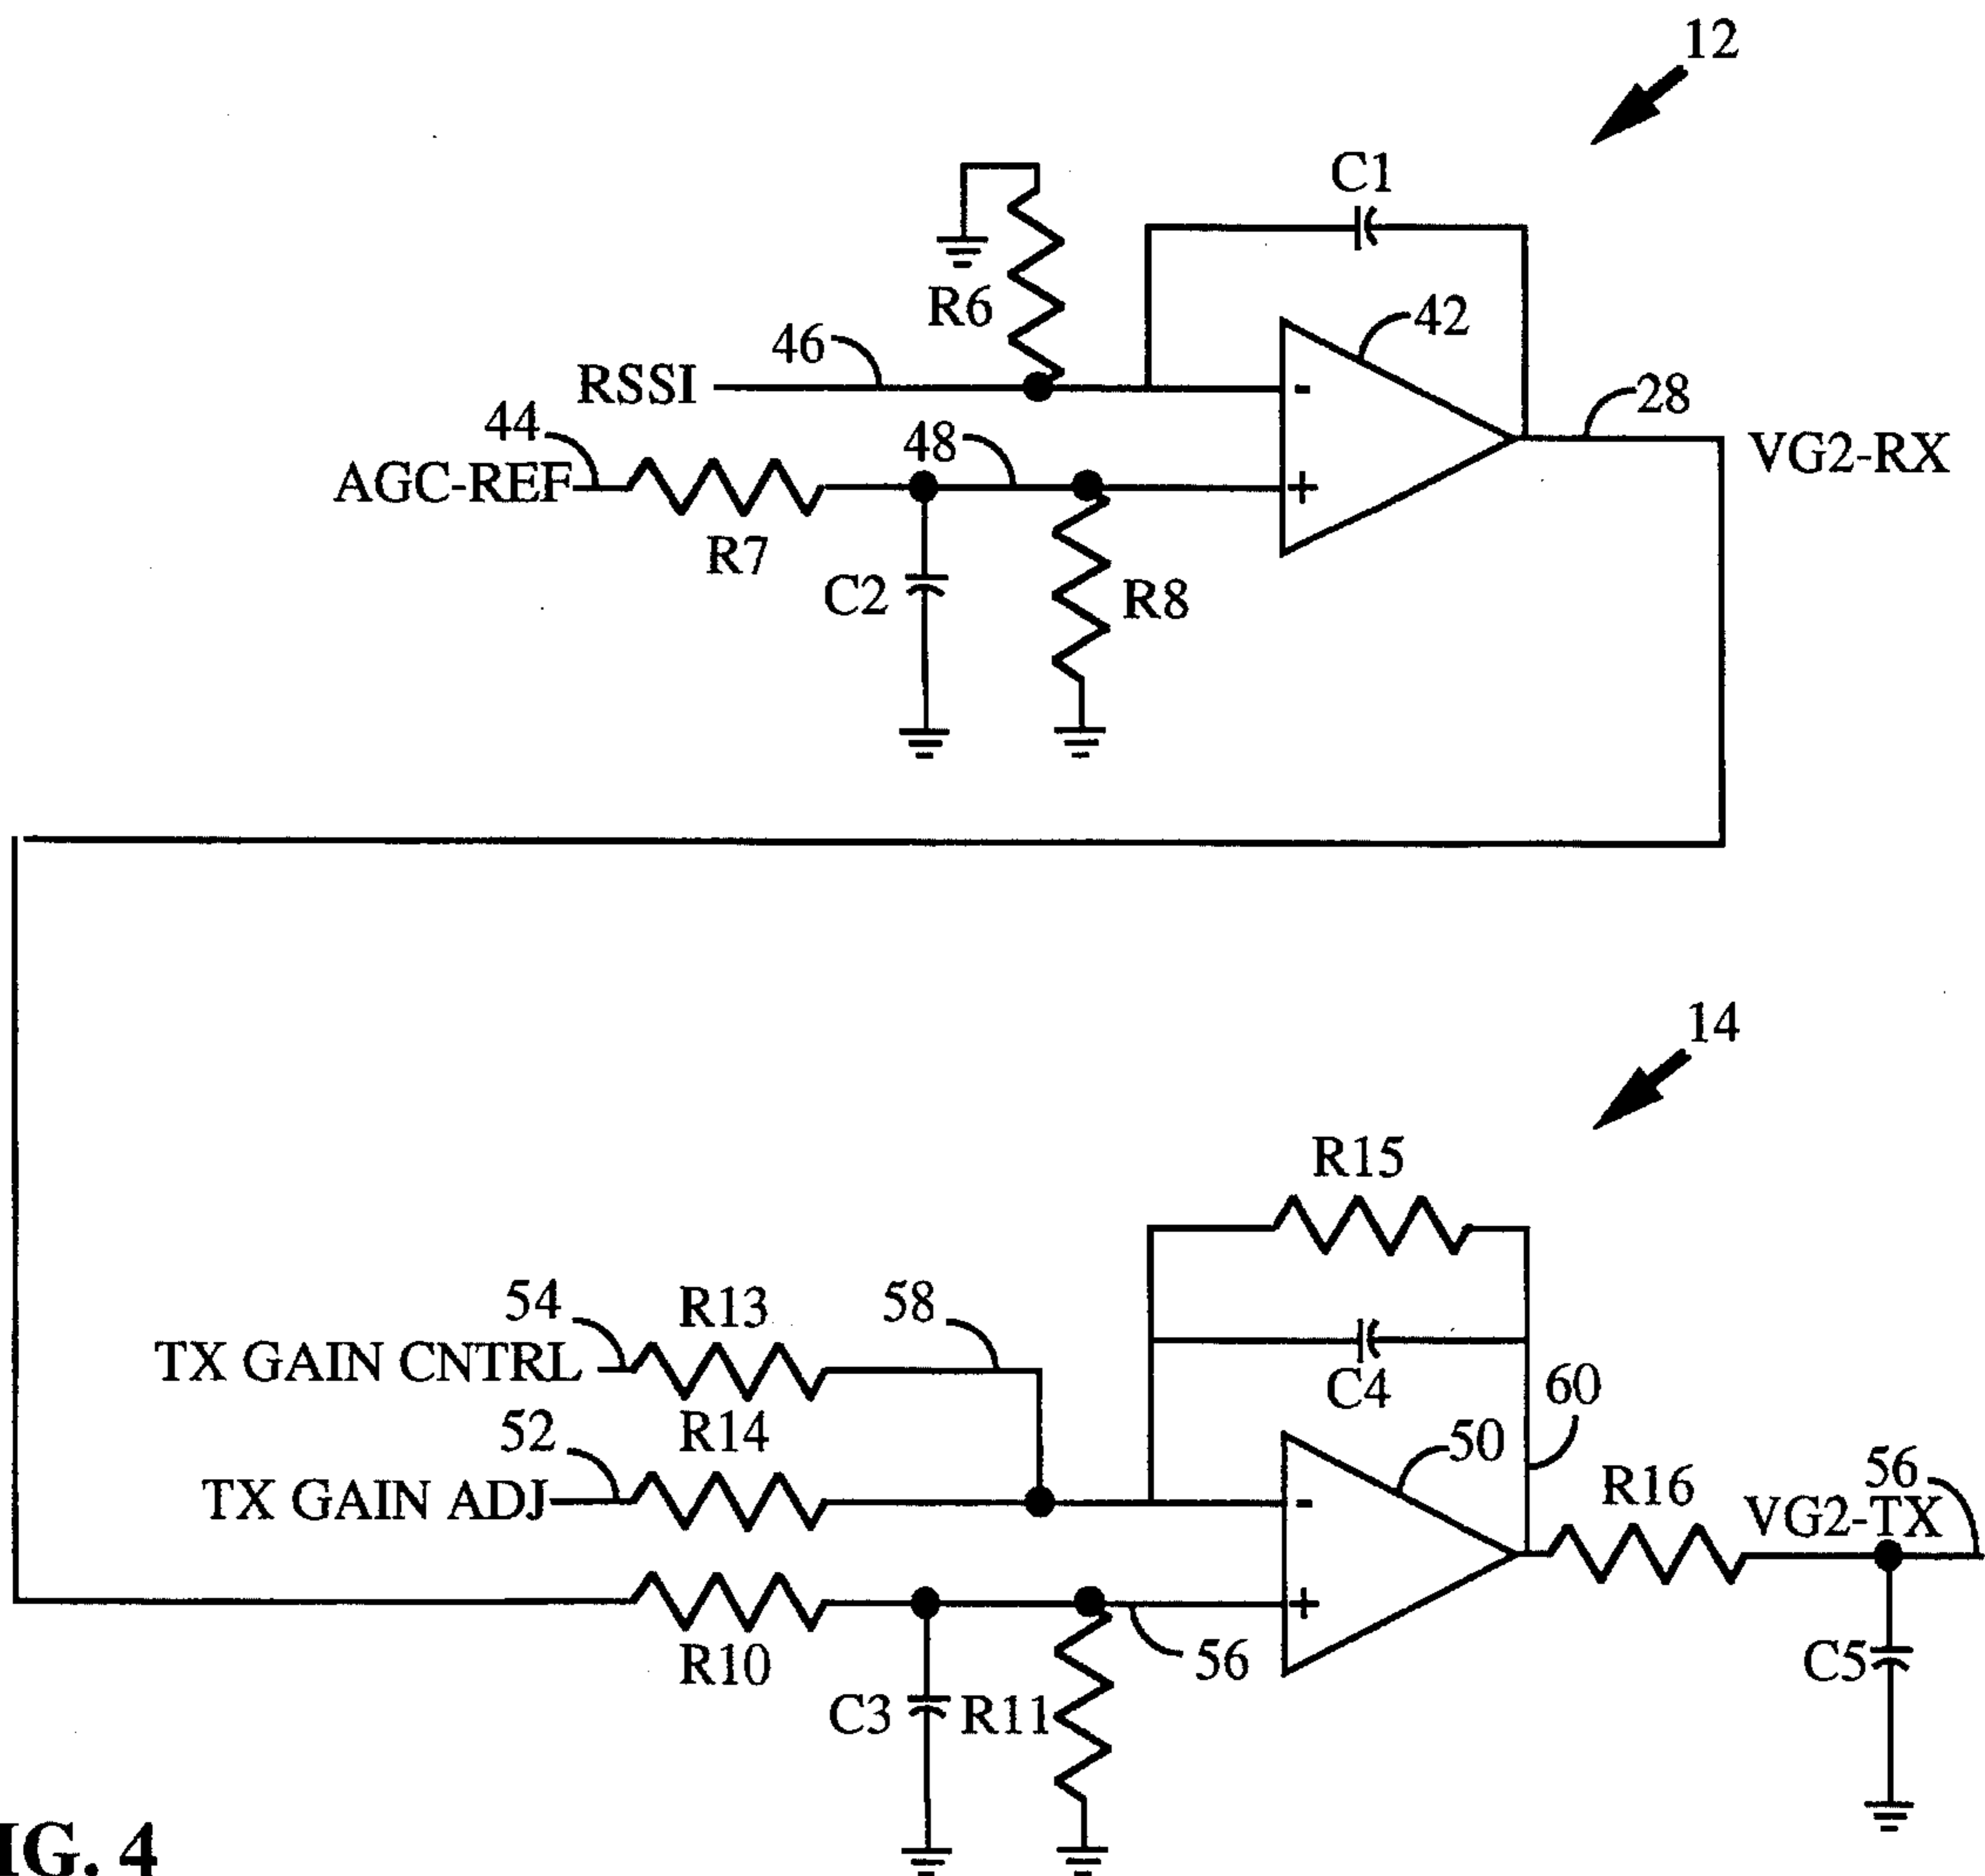 12
C1
R6
42
46
RSSI
28
44
48
AGC-REF
VG2-RX
-
+
R7
C2
R8
14
R15
54
R13
58
TX GAIN CNTRL
C4
60
52
R14
50
56
R16
TX GAIN ADJ
VG2-TX
-
+
R10
56
C3
R11
C5
IG. 4